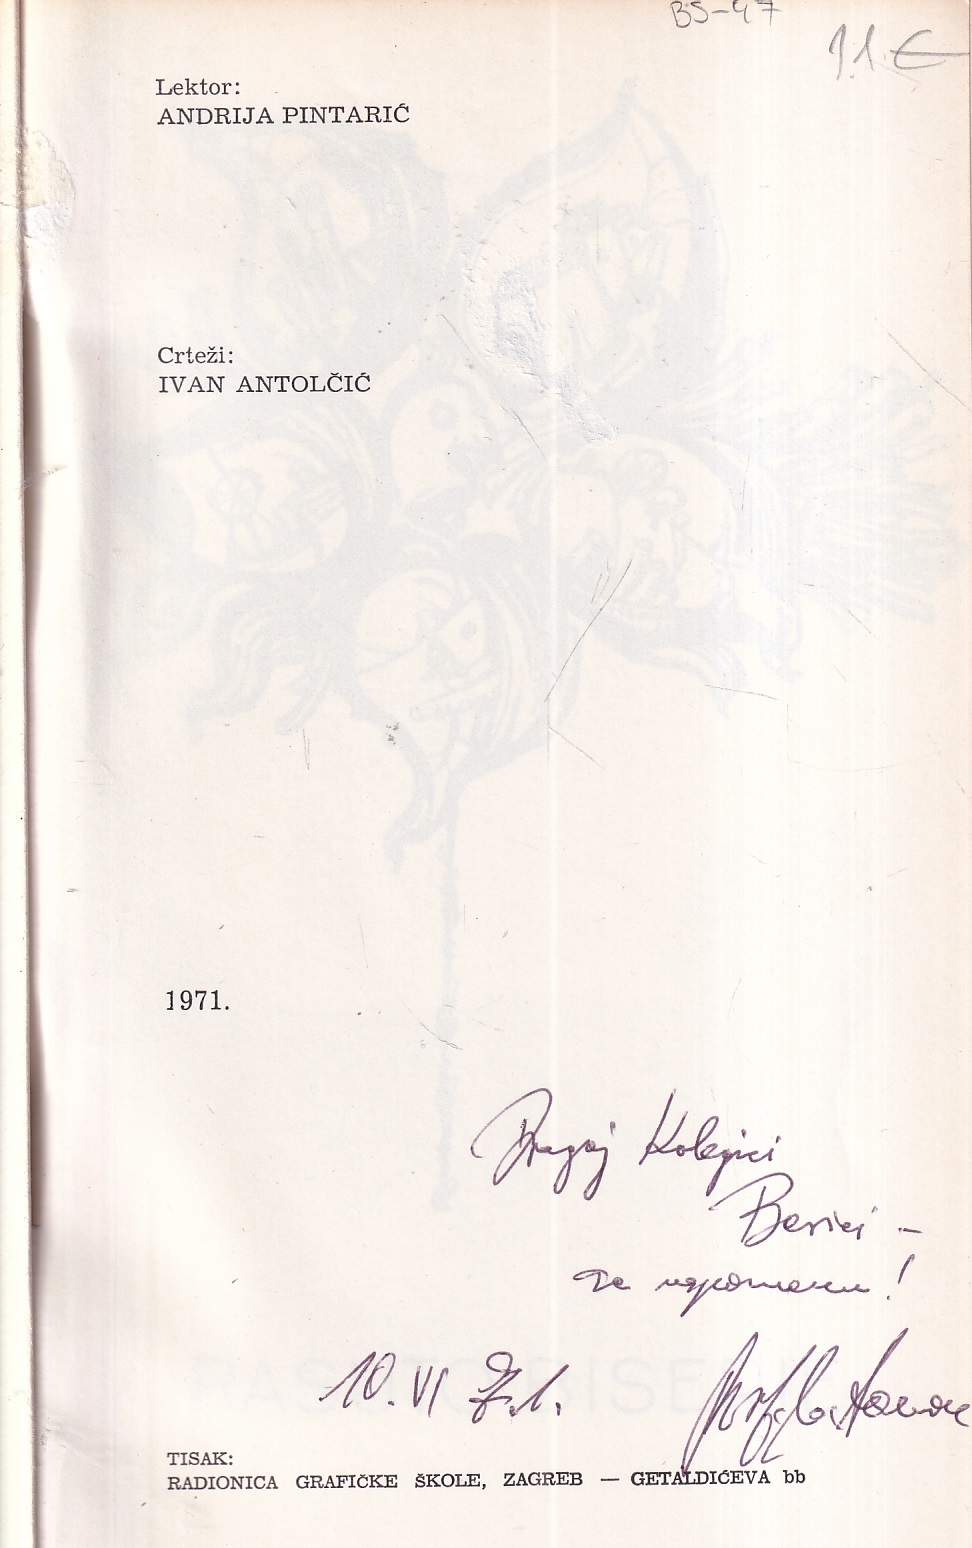 BS-47
11 €
Lektor:
ANDRIJA PINTARIĆ
Crteži:
IVAN ANTOLČIĆ
1971.
Dragoj Kolegici
Berici –
za uspomenu!
10. VI 71.
TISAK:
RADIONICA GRAFIČKE ŠKOLE, ZAGREB — GETALDIĆEVA bb